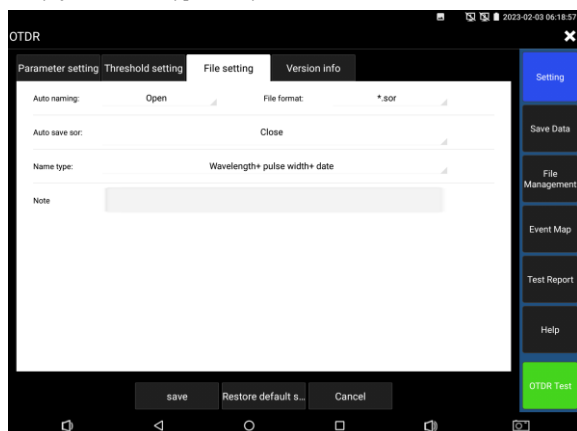 2023-02-03 06:18:57
OTDR
Parameter setting Threshold setting File setting Version info
Auto naming: Open File format: *.sor
Auto save sor: Close
Name type: Wavelength+ pulse width+ date
Note
save Restore default s... Cancel
Setting
Save Data
File
Management
Event Map
Test Report
Help
OTDR Test